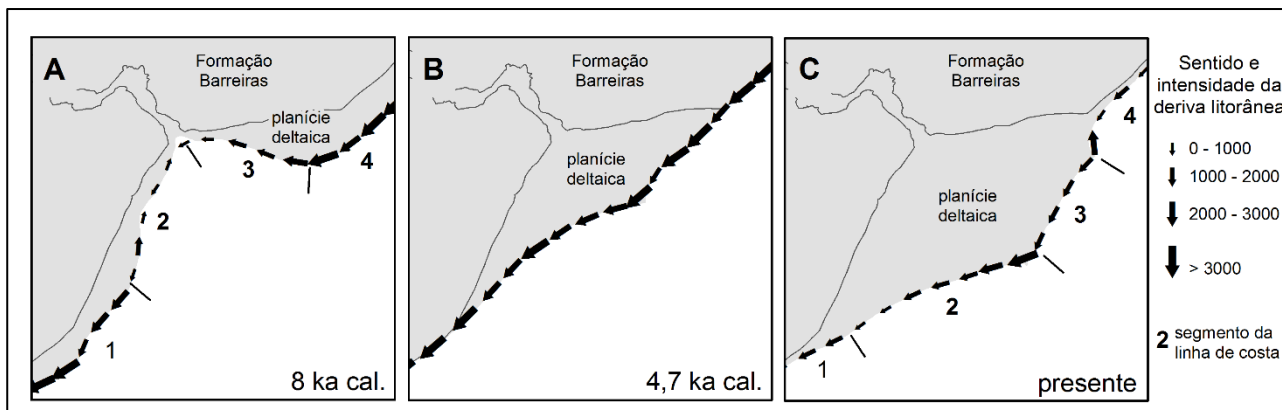 A
Formação
Barreiras
planície
deltaica
1
2
3
4
8 ka cal.
B
Formação
Barreiras
planície
deltaica
4,7 ka cal.
C
Formação
Barreiras
planície
deltaica
1
2
3
4
presente
Sentido e
intensidade da
deriva litorânea
0 - 1000
1000 - 2000
2000 - 3000
> 3000
2 segmento da
linha de costa